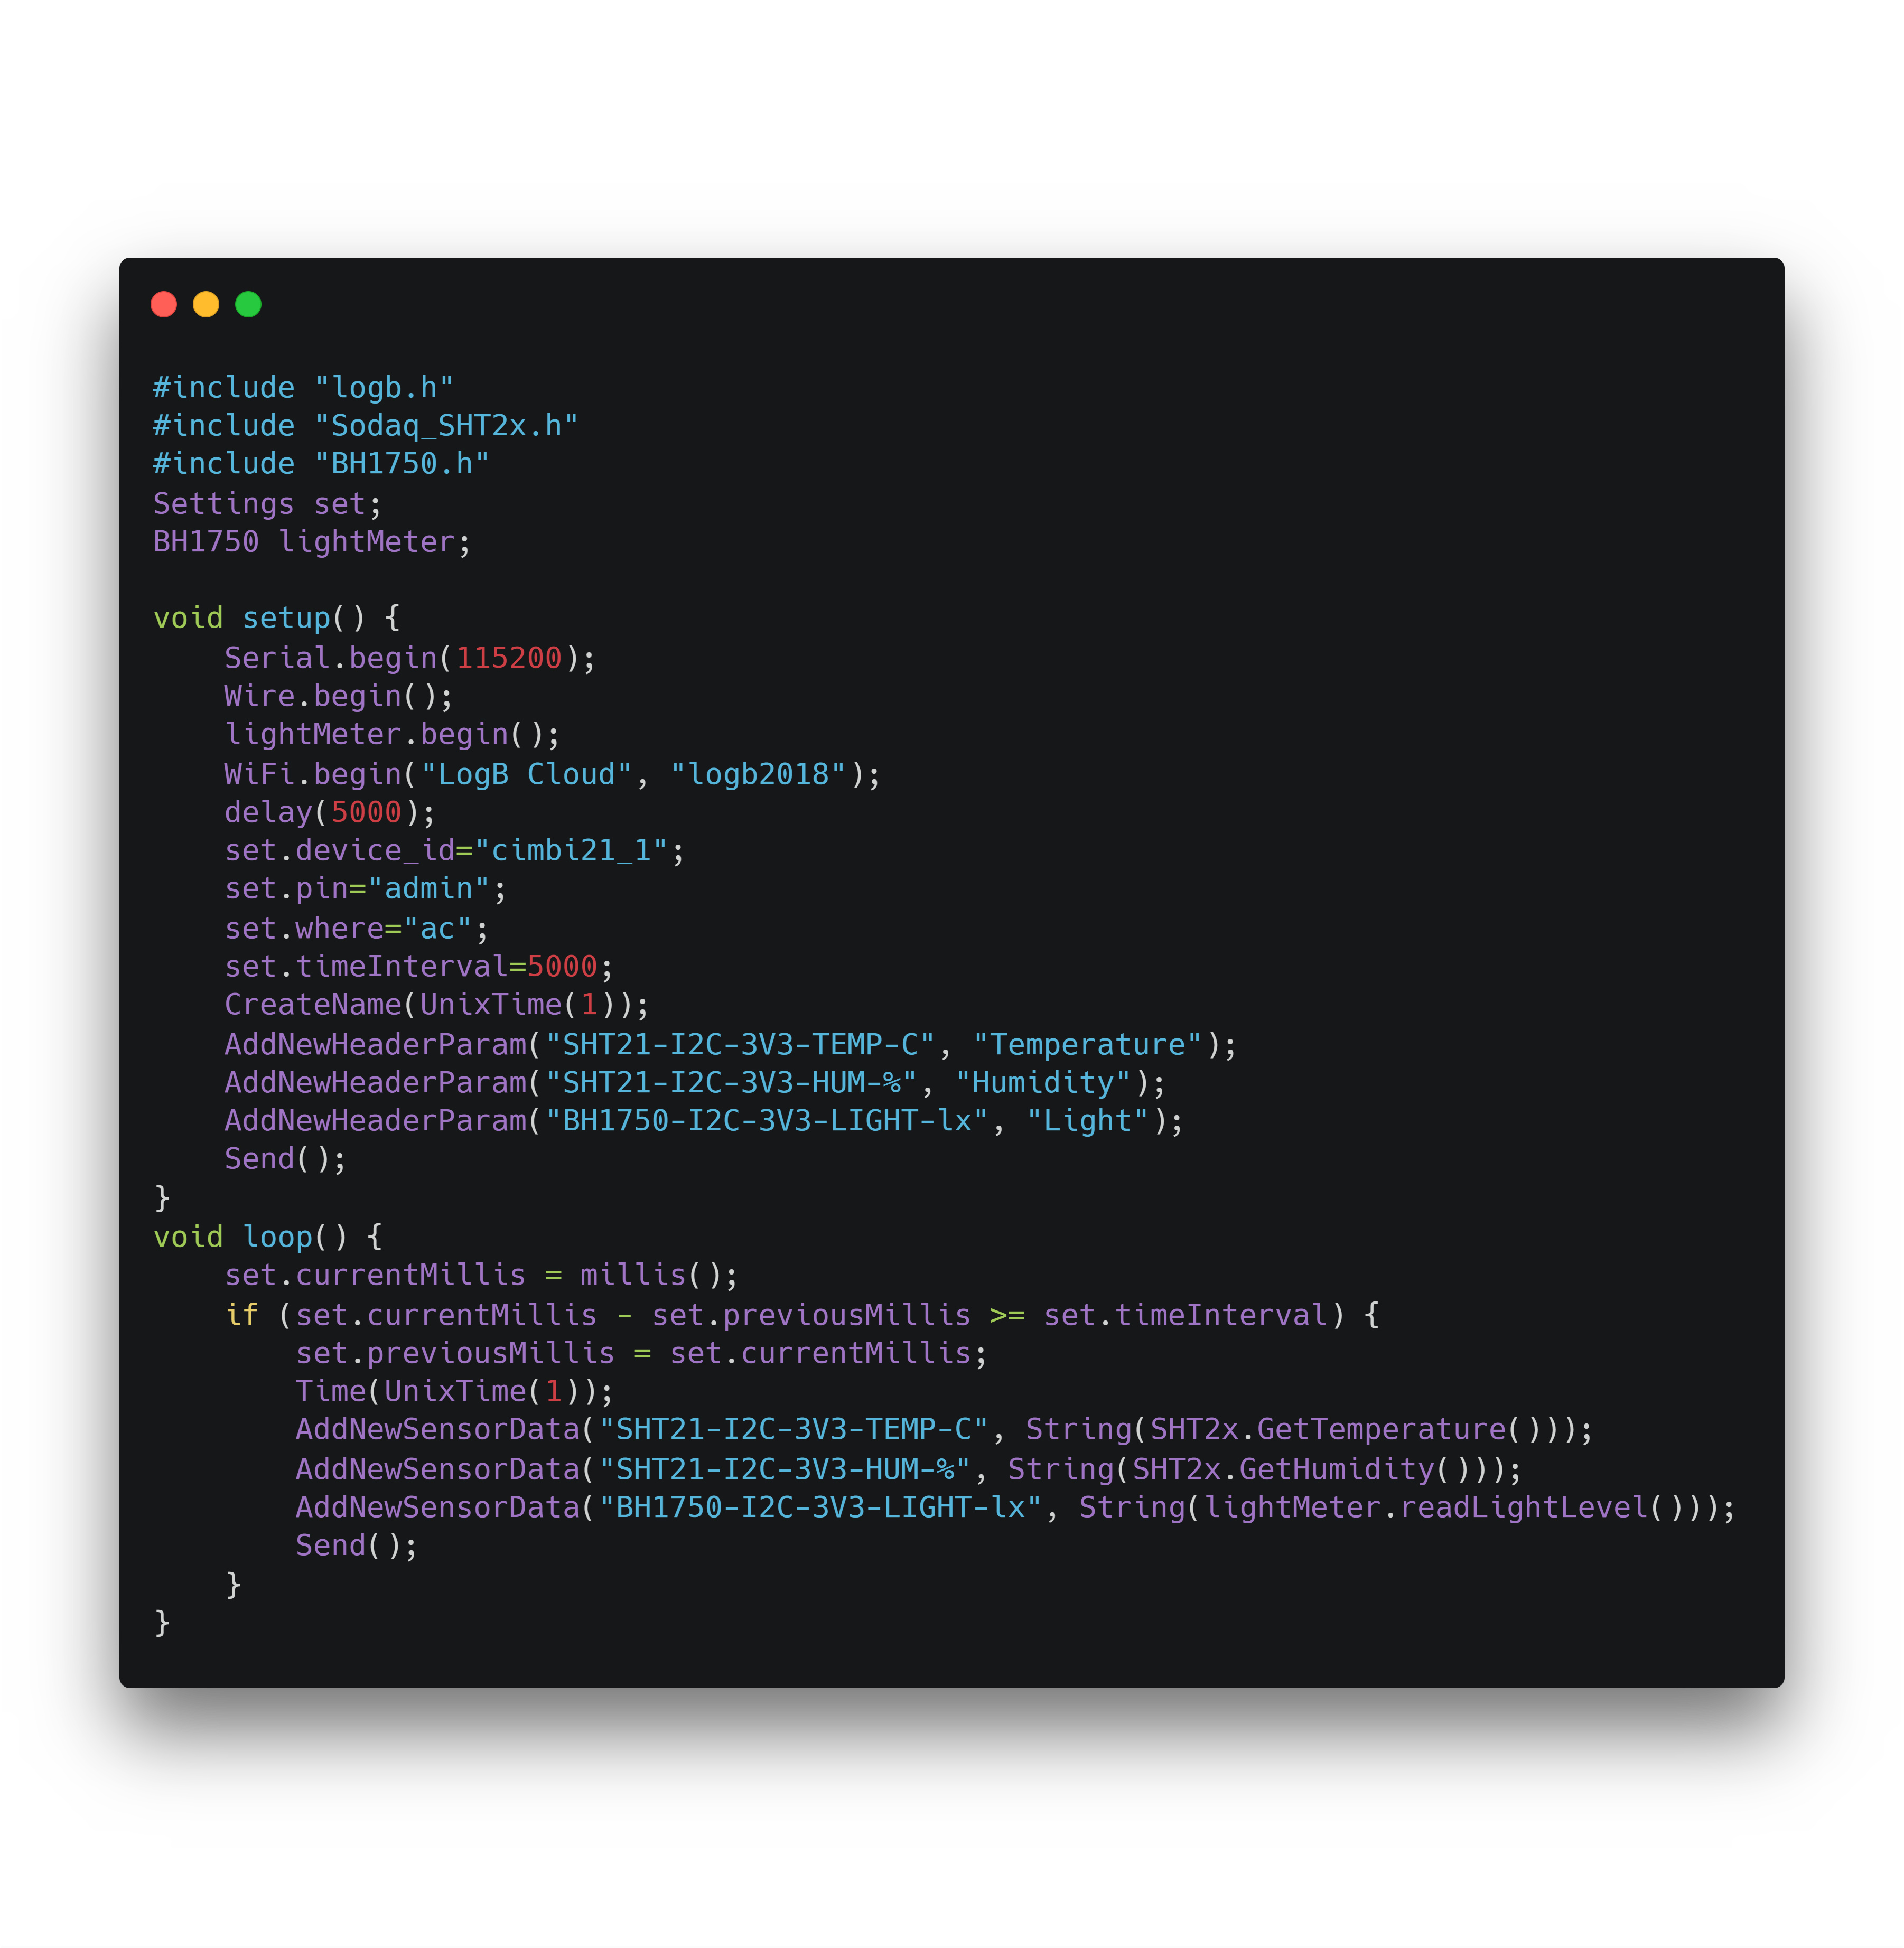 #include "logb.h"
#include "Sodaq_SHT2x.h"
#include "BH1750.h"
Settings set;
BH1750 lightMeter;

void setup() {
    Serial.begin(115200);
    Wire.begin();
    lightMeter.begin();
    WiFi.begin("LogB Cloud", "logb2018");
    delay(5000);
    set.device_id="cimbi21_1";
    set.pin="admin";
    set.where="ac";
    set.timeInterval=5000;
    CreateName(UnixTime(1));
    AddNewHeaderParam("SHT21-I2C-3V3-TEMP-C", "Temperature");
    AddNewHeaderParam("SHT21-I2C-3V3-HUM-%", "Humidity");
    AddNewHeaderParam("BH1750-I2C-3V3-LIGHT-lx", "Light");
    Send();
}
void loop() {
    set.currentMillis = millis();
    if (set.currentMillis - set.previousMillis >= set.timeInterval) {
        set.previousMillis = set.currentMillis;
        Time(UnixTime(1));
        AddNewSensorData("SHT21-I2C-3V3-TEMP-C", String(SHT2x.GetTemperature()));
        AddNewSensorData("SHT21-I2C-3V3-HUM-%", String(SHT2x.GetHumidity()));
        AddNewSensorData("BH1750-I2C-3V3-LIGHT-lx", String(lightMeter.readLightLevel()));
        Send();
    }
}